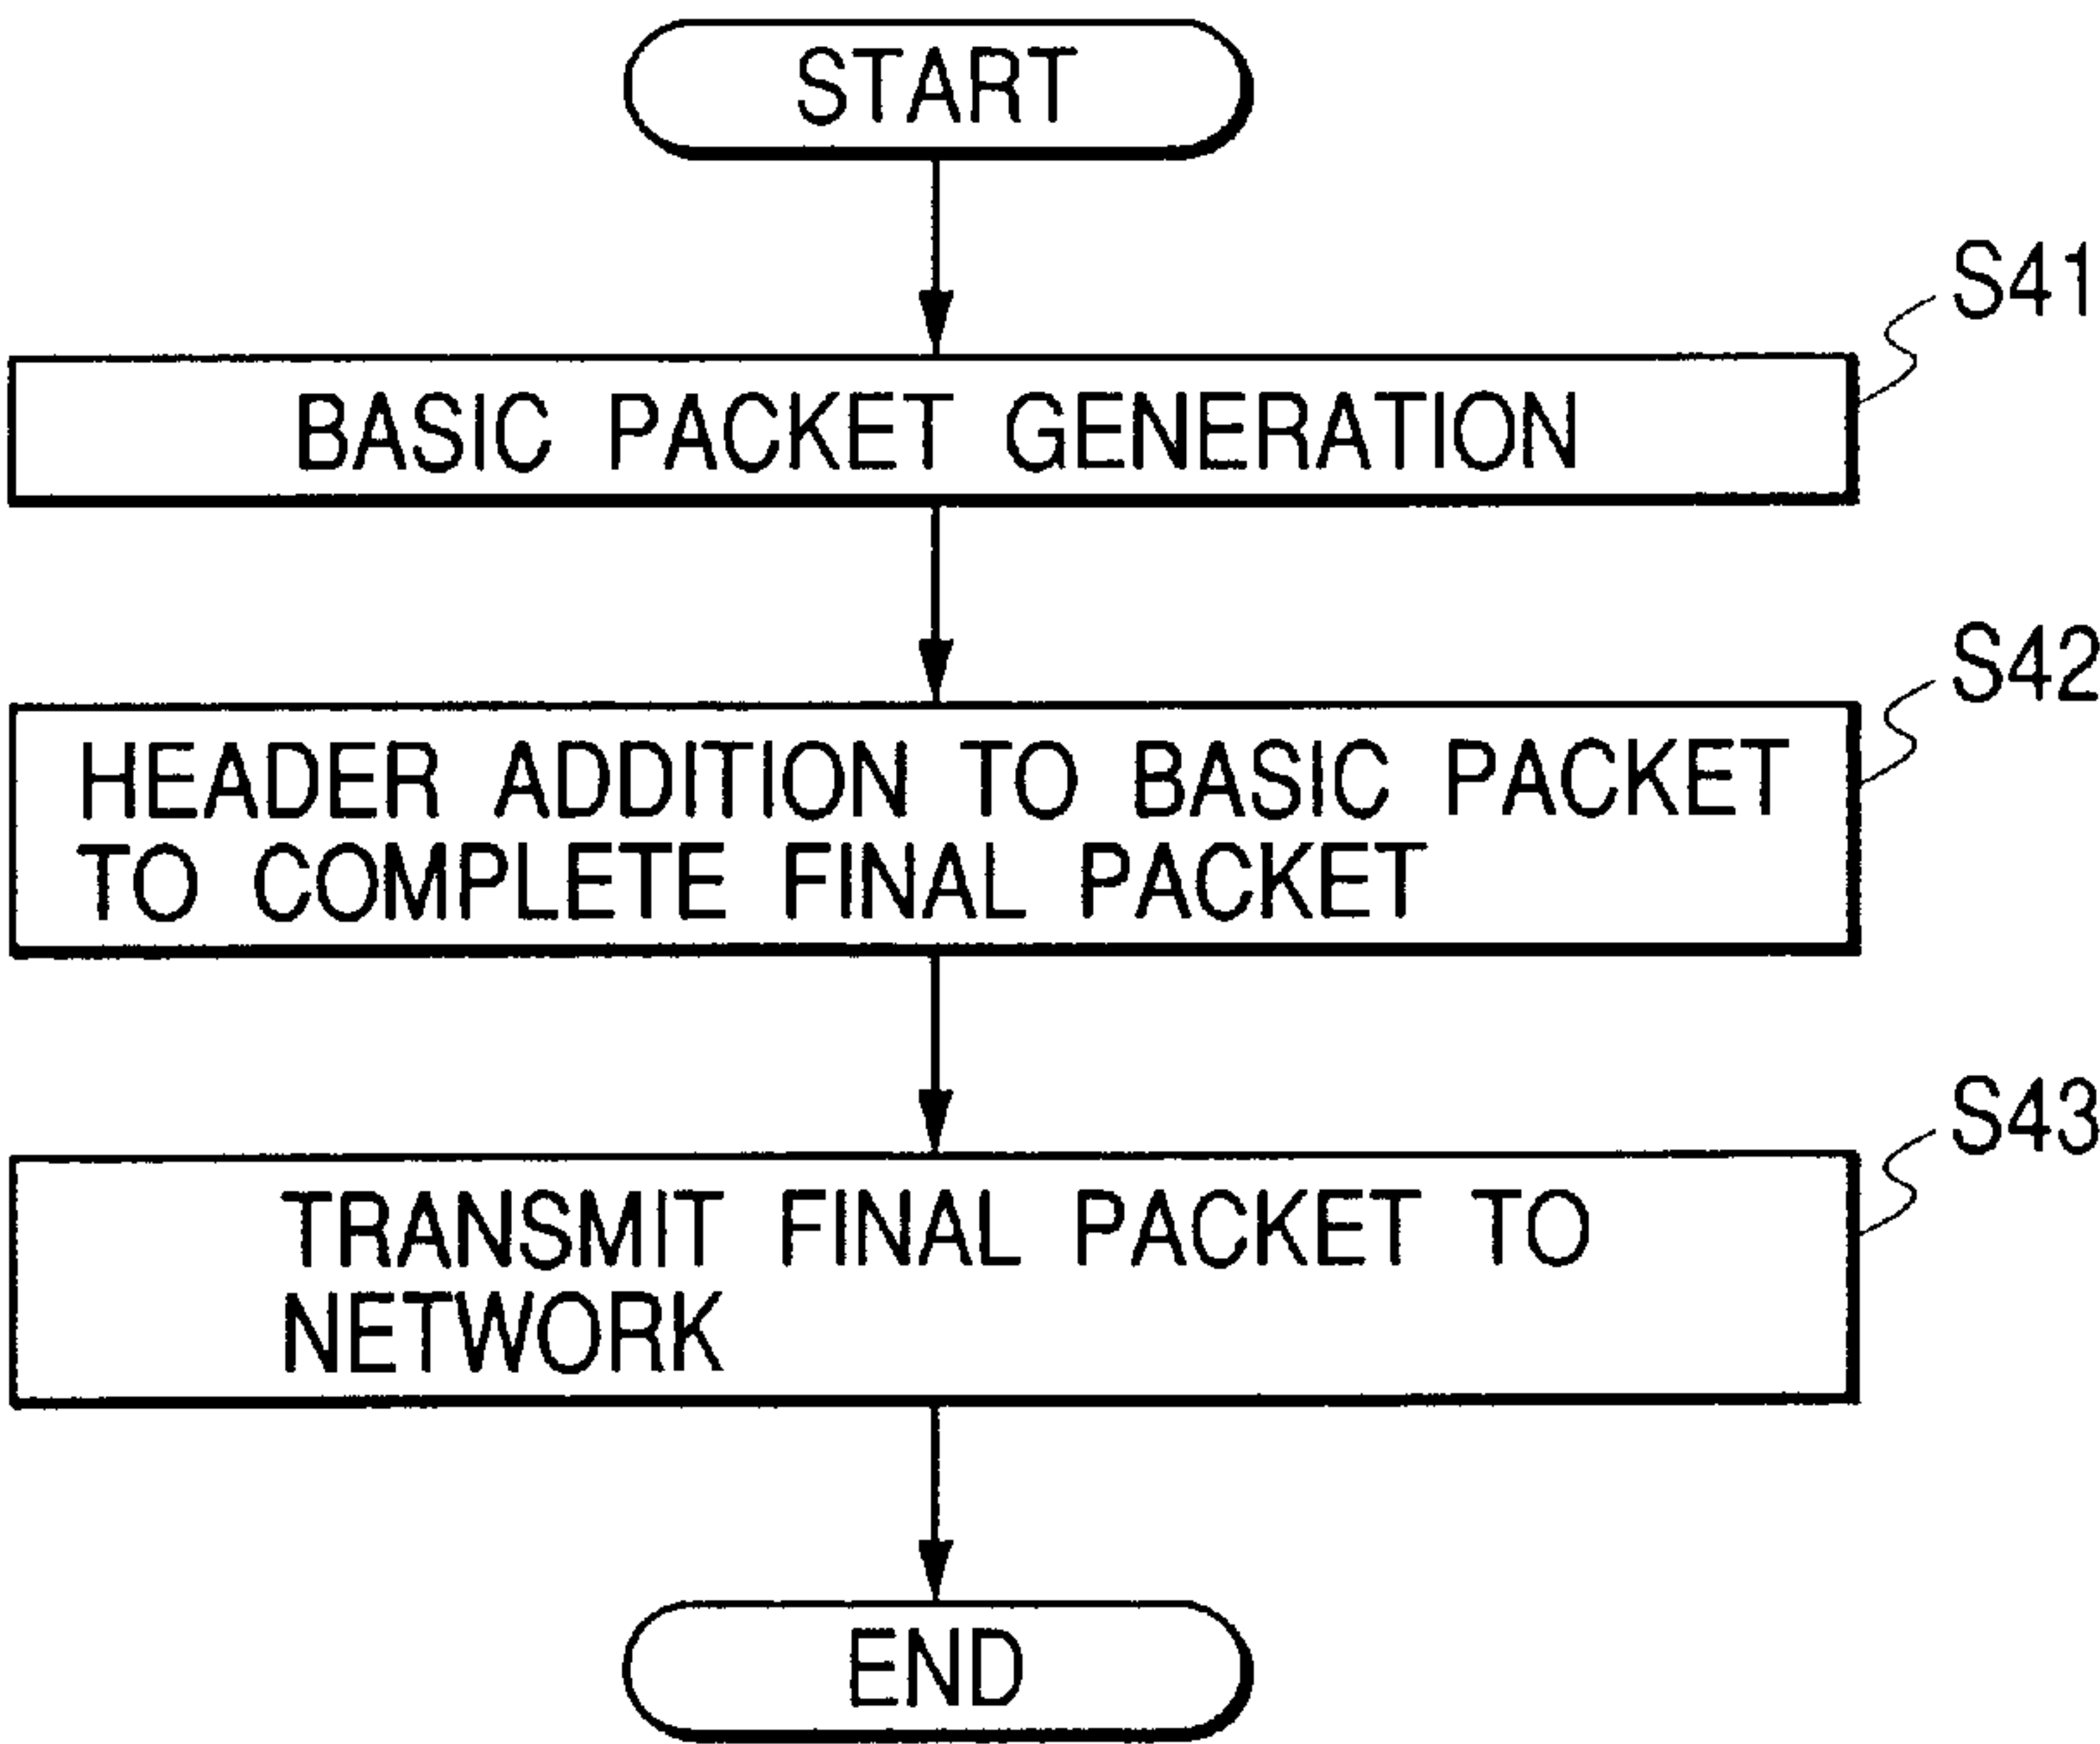 START
S41
BASIC PACKET GENERATION
S42
HEADER ADDITION TO BASIC PACKET
TO COMPLETE FINAL PACKET
S43
TRANSMIT FINAL PACKET TO
NETWORK
END